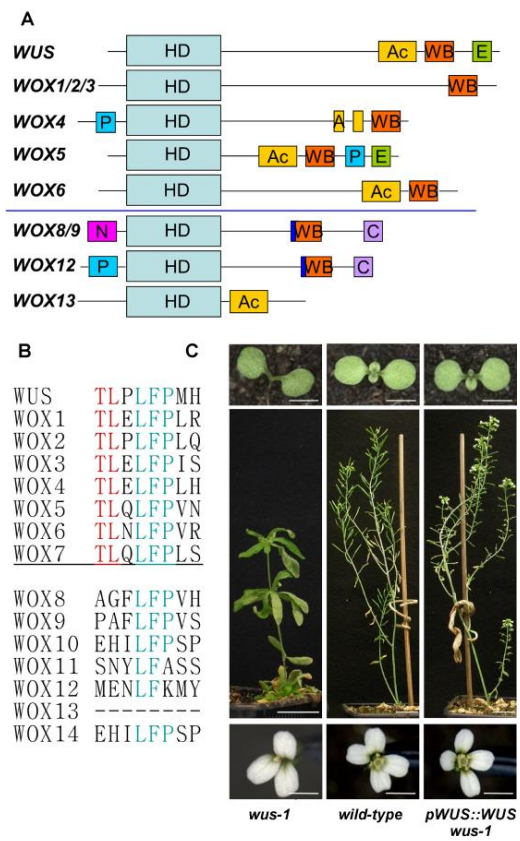 A
WUS HD Ac WB E
WOX1/2/3 HD WB
WOX4 P HD A WB
WOX5 HD Ac WB P E
WOX6 HD Ac WB
WOX8/9 N HD WB C
WOX12 P HD WB C
WOX13 HD Ac
B
WUS TLPLFPMH
WOX1 TLELFPLR
WOX2 TLPLFPLQ
WOX3 TLELFPIS
WOX4 TLELFPLH
WOX5 TLQLFPVN
WOX6 TLNLFPVR
WOX7 TLQLFPLS
WOX8 AGFLFPVH
WOX9 PAFLFPVS
WOX10 EHILFPSP
WOX11 SNYLFASS
WOX12 MENLFKMY
WOX13 --------
WOX14 EHILFPSP
C
wus-1 wild-type pWUS::WUS
wus-1